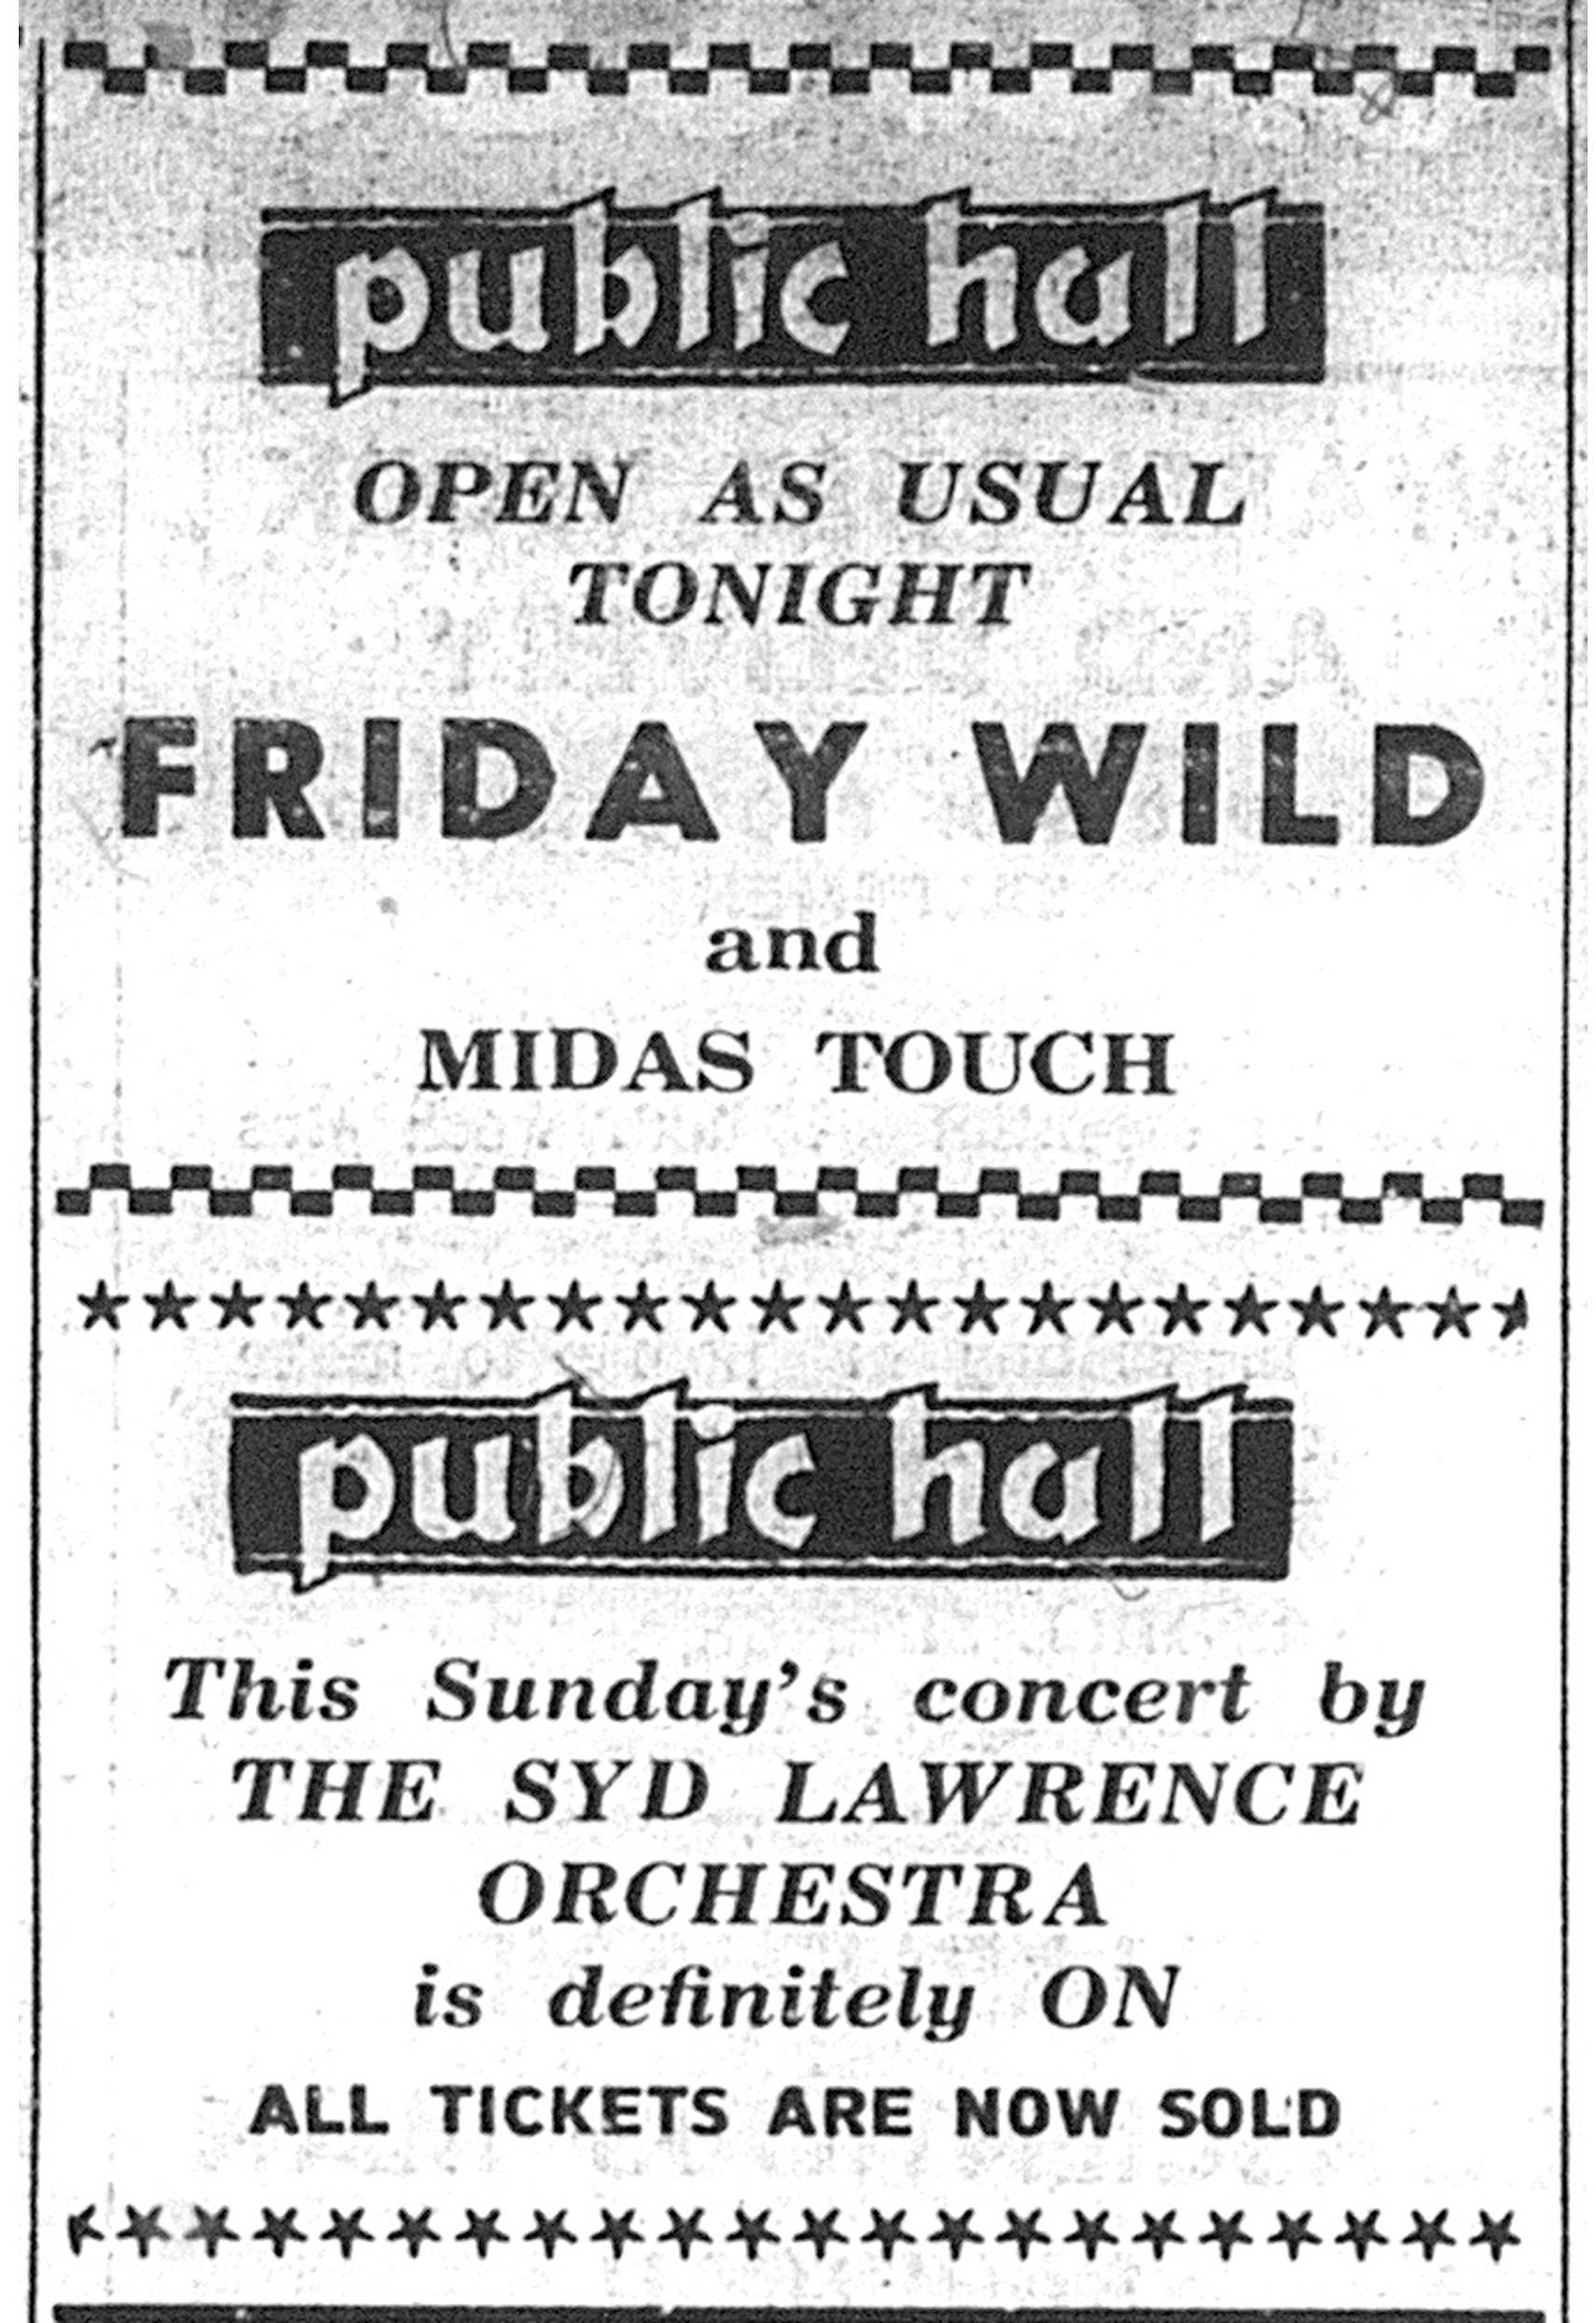 public hall
OPEN AS USUAL
TONIGHT
FRIDAY WILD
and
MIDAS TOUCH
public hall
This Sunday's concert by
THE SYD LAWRENCE
ORCHESTRA
is definitely ON
ALL TICKETS ARE NOW SOLD